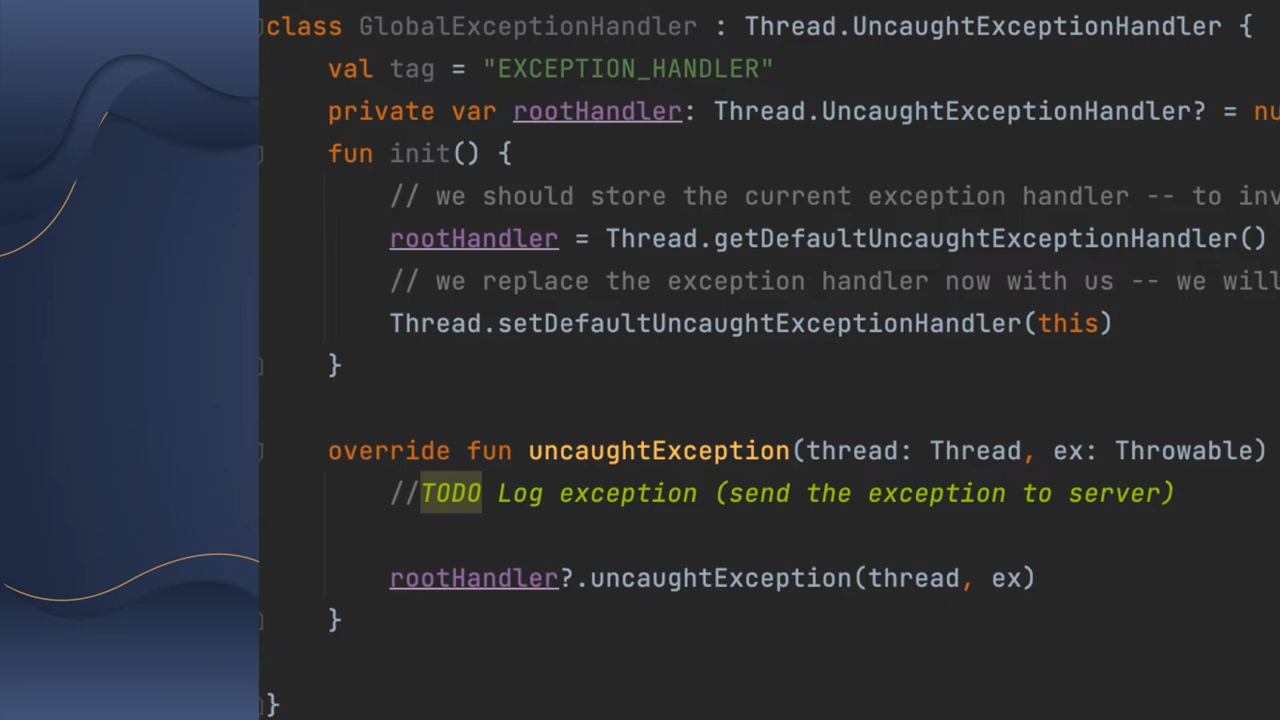 class GlobalExceptionHandler : Thread.UncaughtExceptionHandler {
val tag = "EXCEPTION_HANDLER"
private var rootHandler: Thread.UncaughtExceptionHandler? = nu
fun init() {
// we should store the current exception handler -- to inv
rootHandler = Thread.getDefaultUncaughtExceptionHandler()
// we replace the exception handler now with us -- we will
Thread.setDefaultUncaughtExceptionHandler(this)
}
override fun uncaughtException(thread: Thread, ex: Throwable)
//TODO Log exception (send the exception to server)
rootHandler?.uncaughtException(thread, ex)
}
}